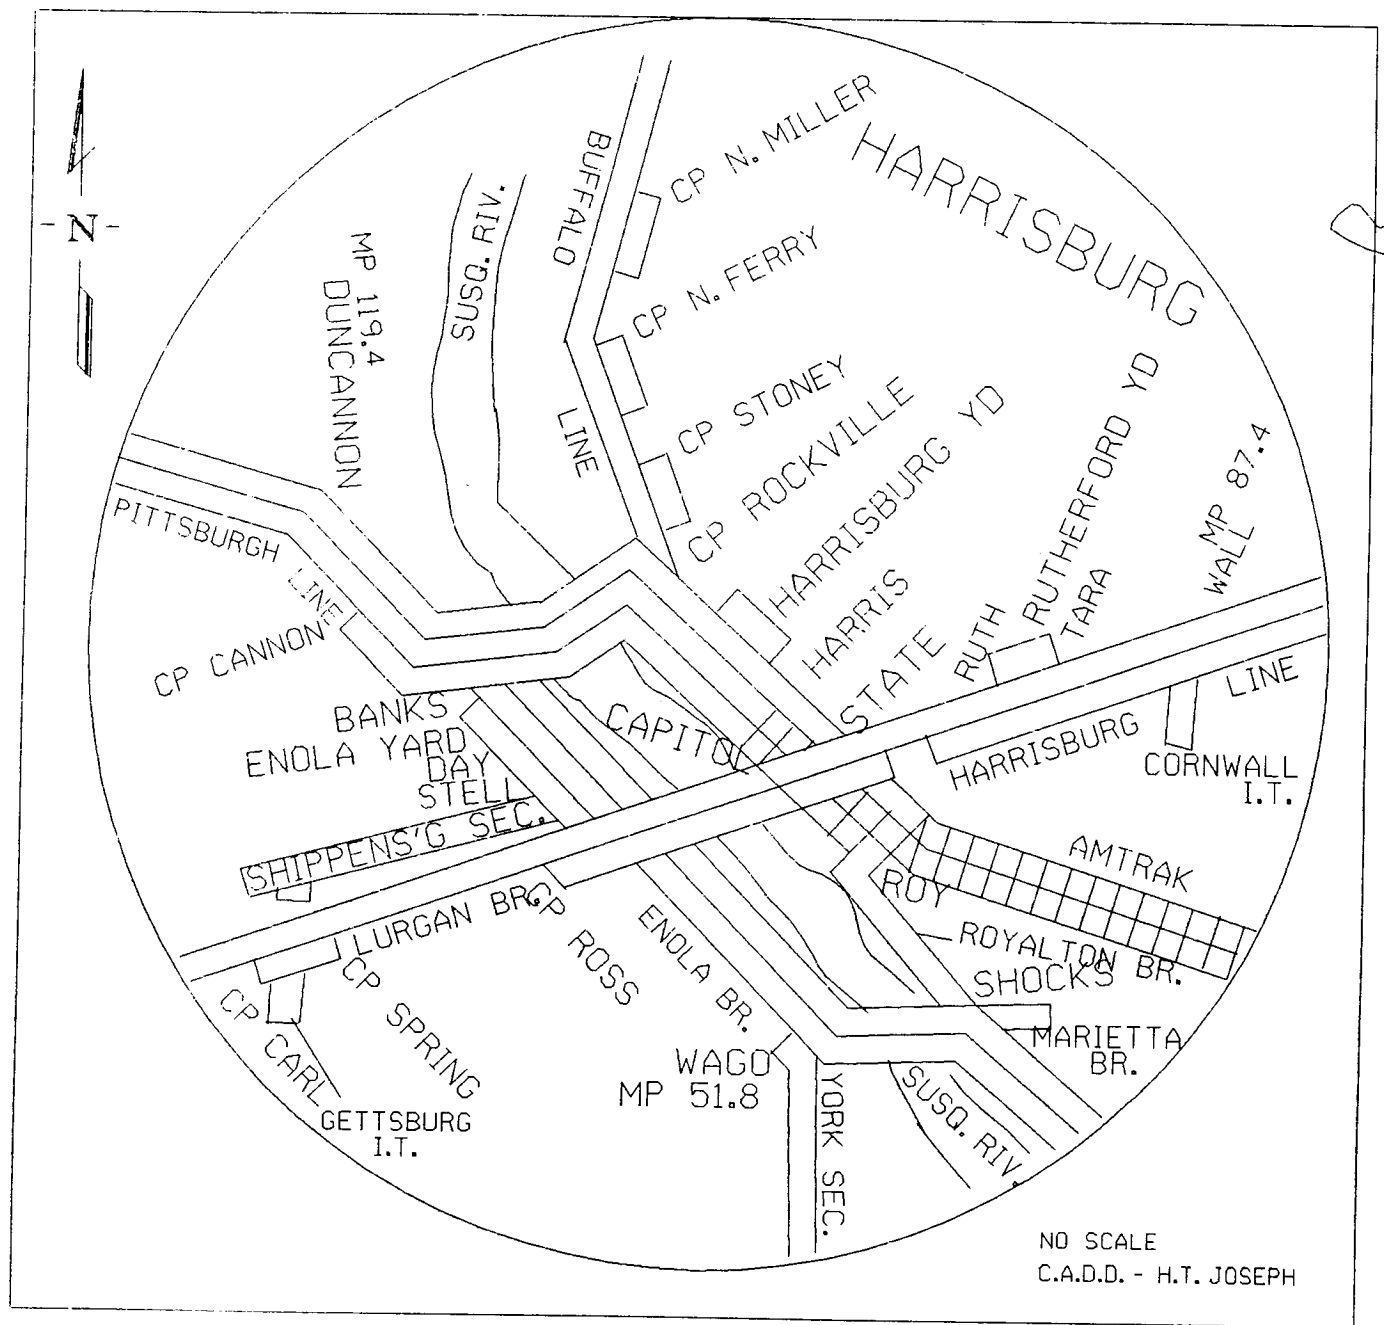 N
HARRISBURG
BUFFALO
LINE
SUSQ. RIV.
MP 119.4
DUNCANNON
CP N. MILLER
CP N. FERRY
CP STONEY
CP ROCKVILLE
HARRISBURG YD
HARRIS
STATE
RUTH
RUTHERFORD YD
TARA
MP 87.4
WALL
PITTSBURGH
LINE
CP CANNON
BANKS
ENOLA YARD
DAY
STELL
SHIPPENS'G SEC.
CAPITO
HARRISBURG
LINE
CORNWALL
I.T.
AMTRAK
ROY
ROYALTON BR.
SHOCKS
MARIETTA
BR.
LURGAN BR.
CP ROSS
ENOLA BR.
CP SPRING
CP CARL
GETTSBURG
I.T.
WAGO
MP 51.8
YORK SEC.
SUSQ. RIV.
NO SCALE
C.A.D.D. - H.T. JOSEPH